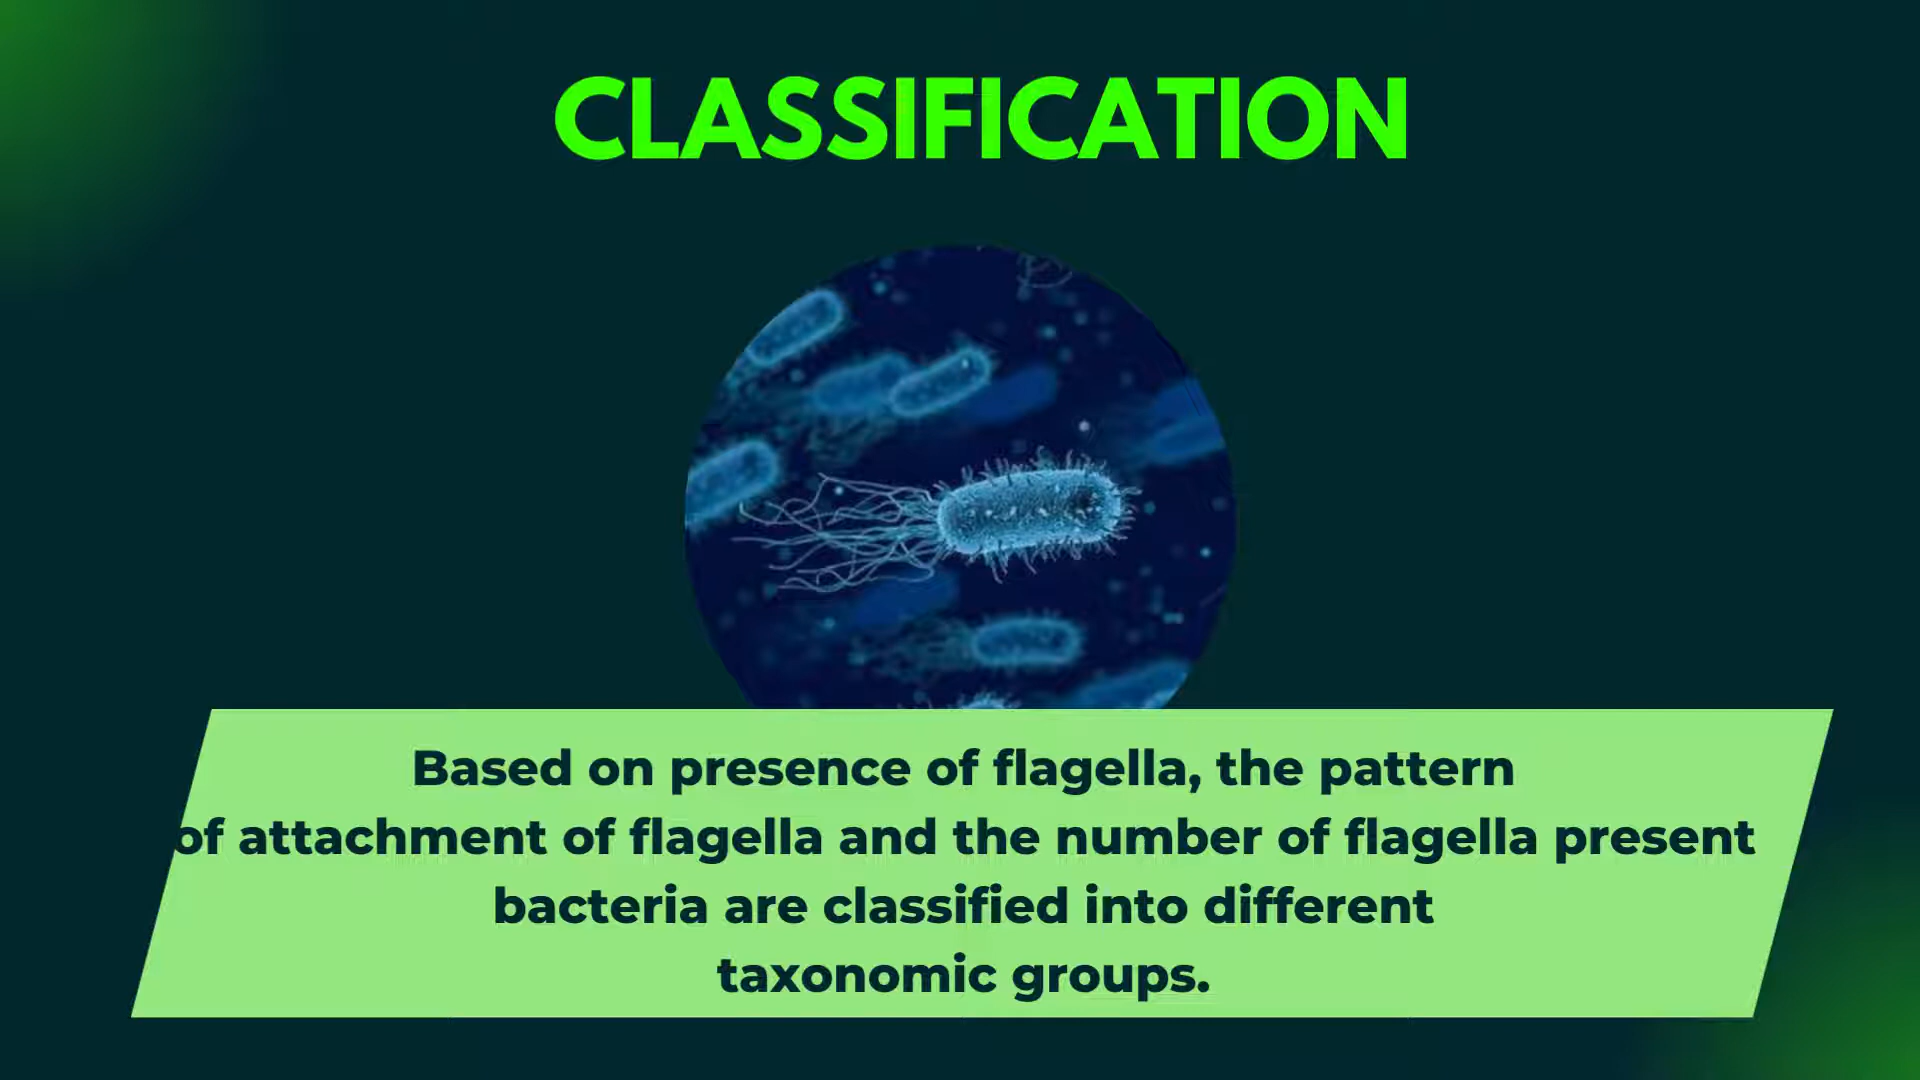 CLASSIFICATION
Based on presence of flagella, the pattern
of attachment of flagella and the number of flagella present
bacteria are classified into different
taxonomic groups.